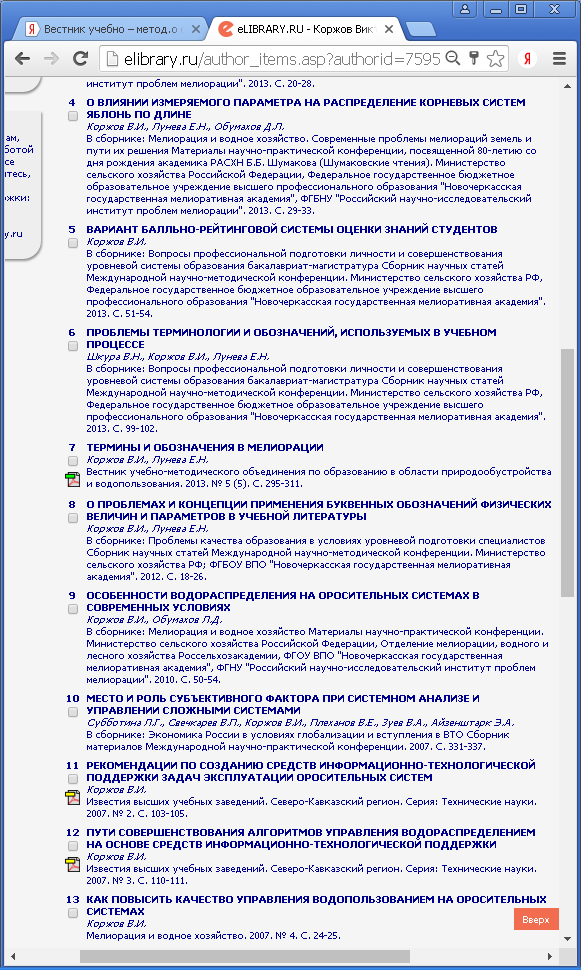 Вестник учебно – метод.о
eLIBRARY.RU - Коржов Вик
elibrary.ru/author_items.asp?authorid=7595
институт проблем мелиорации". 2013. С. 20-28.
ам,
ботой
се
итесь,
ржки:
y.ru
4 О ВЛИЯНИИ ИЗМЕРЯЕМОГО ПАРАМЕТРА НА РАСПРЕДЕЛЕНИЕ КОРНЕВЫХ СИСТЕМ
ЯБЛОНЬ ПО ДЛИНЕ
Коржов В.И., Лунева Е.Н., Обумахов Д.Л.
В сборнике: Мелиорация и водное хозяйство. Современные проблемы мелиораций земель и
пути их решения Материалы научно-практической конференции, посвященной 80-летию со
дня рождения академика РАСХН Б.Б. Шумакова (Шумаковские чтения). Министерство
сельского хозяйства Российской Федерации, Федеральное государственное бюджетное
образовательное учреждение высшего профессионального образования "Новочеркасская
государственная мелиоративная академия", ФГБНУ "Российский научно-исследовательский
институт проблем мелиорации". 2013. С. 29-33.
5 ВАРИАНТ БАЛЛЬНО-РЕЙТИНГОВОЙ СИСТЕМЫ ОЦЕНКИ ЗНАНИЙ СТУДЕНТОВ
Коржов В.И.
В сборнике: Вопросы профессиональной подготовки личности и совершенствования
уровневой системы образования бакалавриат-магистратура Сборник научных статей
Международной научно-методической конференции. Министерство сельского хозяйства РФ,
Федеральное государственное бюджетное образовательное учреждение высшего
профессионального образования "Новочеркасская государственная мелиоративная академия".
2013. С. 51-54.
6 ПРОБЛЕМЫ ТЕРМИНОЛОГИИ И ОБОЗНАЧЕНИЙ, ИСПОЛЬЗУЕМЫХ В УЧЕБНОМ
ПРОЦЕССЕ
Шкура В.Н., Коржов В.И., Лунева Е.Н.
В сборнике: Вопросы профессиональной подготовки личности и совершенствования
уровневой системы образования бакалавриат-магистратура Сборник научных статей
Международной научно-методической конференции. Министерство сельского хозяйства РФ,
Федеральное государственное бюджетное образовательное учреждение высшего
профессионального образования "Новочеркасская государственная мелиоративная академия".
2013. С. 99-102.
7 ТЕРМИНЫ И ОБОЗНАЧЕНИЯ В МЕЛИОРАЦИИ
Коржов В.И., Лунева Е.Н.
Вестник учебно-методического объединения по образованию в области природообустройства
и водопользования. 2013. № 5 (5). С. 295-311.
8 О ПРОБЛЕМАХ И КОНЦЕПЦИИ ПРИМЕНЕНИЯ БУКВЕННЫХ ОБОЗНАЧЕНИЙ ФИЗИЧЕСКИХ
ВЕЛИЧИН И ПАРАМЕТРОВ В УЧЕБНОЙ ЛИТЕРАТУРЫ
Коржов В.И., Лунева Е.Н.
В сборнике: Проблемы качества образования в условиях уровневой подготовки специалистов
Сборник научных статей Международной научно-методической конференции. Министерство
сельского хозяйства РФ; ФГБОУ ВПО "Новочеркасская государственная мелиоративная
академия". 2012. С. 18-26.
9 ОСОБЕННОСТИ ВОДОРАСПРЕДЕЛЕНИЯ НА ОРОСИТЕЛЬНЫХ СИСТЕМАХ В
СОВРЕМЕННЫХ УСЛОВИЯХ
Коржов В.И., Обумахов Л.Д.
В сборнике: Мелиорация и водное хозяйство Материалы научно-практической конференции.
Министерство сельского хозяйства Российской Федерации, Отделение мелиорации, водного и
лесного хозяйства Россельхозакадемии, ФГОУ ВПО "Новочеркасская государственная
мелиоративная академия", ФГНУ "Российский научно-исследовательский институт проблем
мелиорации". 2010. С. 50-54.
10 МЕСТО И РОЛЬ СУБЪЕКТИВНОГО ФАКТОРА ПРИ СИСТЕМНОМ АНАЛИЗЕ И
УПРАВЛЕНИИ СЛОЖНЫМИ СИСТЕМАМИ
Субботина Л.Г., Свечкарев В.П., Коржов В.И., Плеханов В.Е., Зуев В.А., Айзенштарк Э.А.
В сборнике: Экономика России в условиях глобализации и вступления в ВТО Сборник
материалов Международной научно-практической конференции. 2007. С. 331-337.
11 РЕКОМЕНДАЦИИ ПО СОЗДАНИЮ СРЕДСТВ ИНФОРМАЦИОННО-ТЕХНОЛОГИЧЕСКОЙ
ПОДДЕРЖКИ ЗАДАЧ ЭКСПЛУАТАЦИИ ОРОСИТЕЛЬНЫХ СИСТЕМ
Коржов В.И.
Известия высших учебных заведений. Северо-Кавказский регион. Серия: Технические науки.
2007. № 2. С. 103-105.
12 ПУТИ СОВЕРШЕНСТВОВАНИЯ АЛГОРИТМОВ УПРАВЛЕНИЯ ВОДОРАСПРЕДЕЛЕНИЕМ
НА ОСНОВЕ СРЕДСТВ ИНФОРМАЦИОННО-ТЕХНОЛОГИЧЕСКОЙ ПОДДЕРЖКИ
Коржов В.И.
Известия высших учебных заведений. Северо-Кавказский регион. Серия: Технические науки.
2007. № 3. С. 110-111.
13 КАК ПОВЫСИТЬ КАЧЕСТВО УПРАВЛЕНИЯ ВОДОПОЛЬЗОВАНИЕМ НА ОРОСИТЕЛЬНЫХ
СИСТЕМАХ
Коржов В.И.
Мелиорация и водное хозяйство. 2007. № 4. С. 24-25.
Вверх